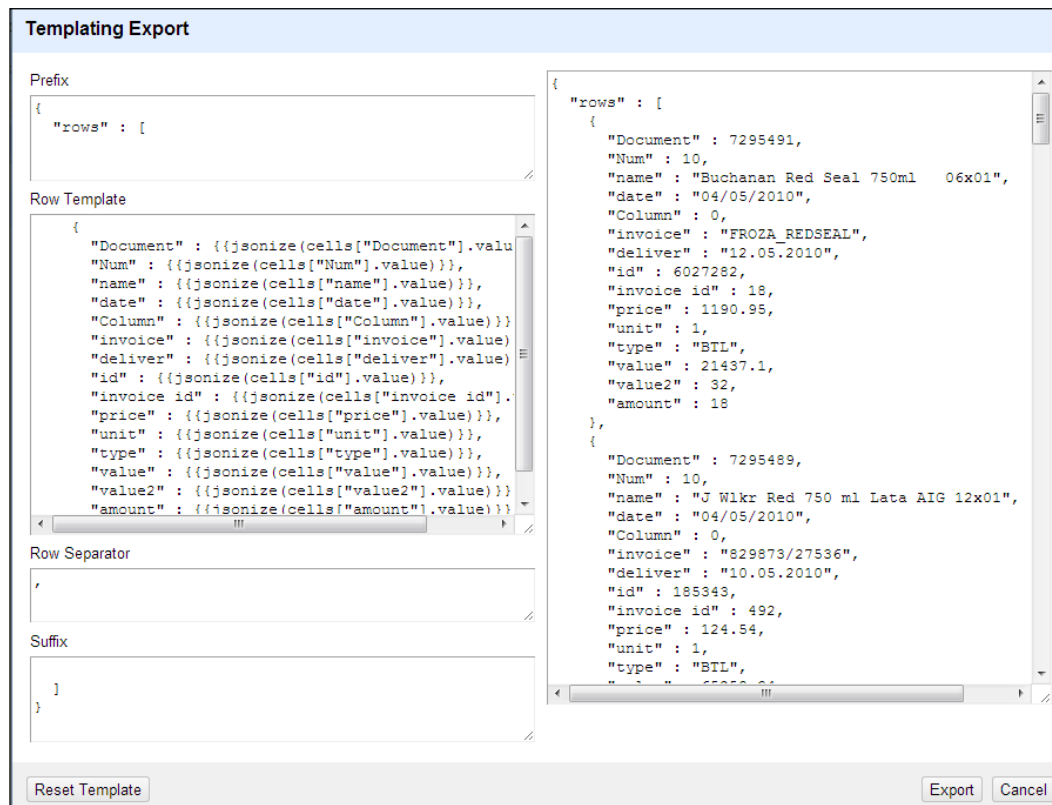 Templating Export
Prefix
{
  "rows" : [
Row Template
    {
      "Document" : {{jsonize(cells["Document"].valu
      "Num" : {{jsonize(cells["Num"].value)}},
      "name" : {{jsonize(cells["name"].value)}},
      "date" : {{jsonize(cells["date"].value)}},
      "Column" : {{jsonize(cells["Column"].value)}}
      "invoice" : {{jsonize(cells["invoice"].value)
      "deliver" : {{jsonize(cells["deliver"].value)
      "id" : {{jsonize(cells["id"].value)}},
      "invoice id" : {{jsonize(cells["invoice id"].
      "price" : {{jsonize(cells["price"].value)}},
      "unit" : {{jsonize(cells["unit"].value)}},
      "type" : {{jsonize(cells["type"].value)}},
      "value" : {{jsonize(cells["value"].value)}},
      "value2" : {{jsonize(cells["value2"].value)}}
      "amount" : {{jsonize(cells["amount"].value)}}
Row Separator
,
Suffix
  ]
}
{
  "rows" : [
    {
      "Document" : 7295491,
      "Num" : 10,
      "name" : "Buchanan Red Seal 750ml   06x01",
      "date" : "04/05/2010",
      "Column" : 0,
      "invoice" : "FROZA_REDSEAL",
      "deliver" : "12.05.2010",
      "id" : 6027282,
      "invoice id" : 18,
      "price" : 1190.95,
      "unit" : 1,
      "type" : "BTL",
      "value" : 21437.1,
      "value2" : 32,
      "amount" : 18
    },
    {
      "Document" : 7295489,
      "Num" : 10,
      "name" : "J Wlkr Red 750 ml Lata AIG 12x01",
      "date" : "04/05/2010",
      "Column" : 0,
      "invoice" : "829873/27536",
      "deliver" : "10.05.2010",
      "id" : 185343,
      "invoice id" : 492,
      "price" : 124.54,
      "unit" : 1,
      "type" : "BTL",
Reset Template
Export
Cancel